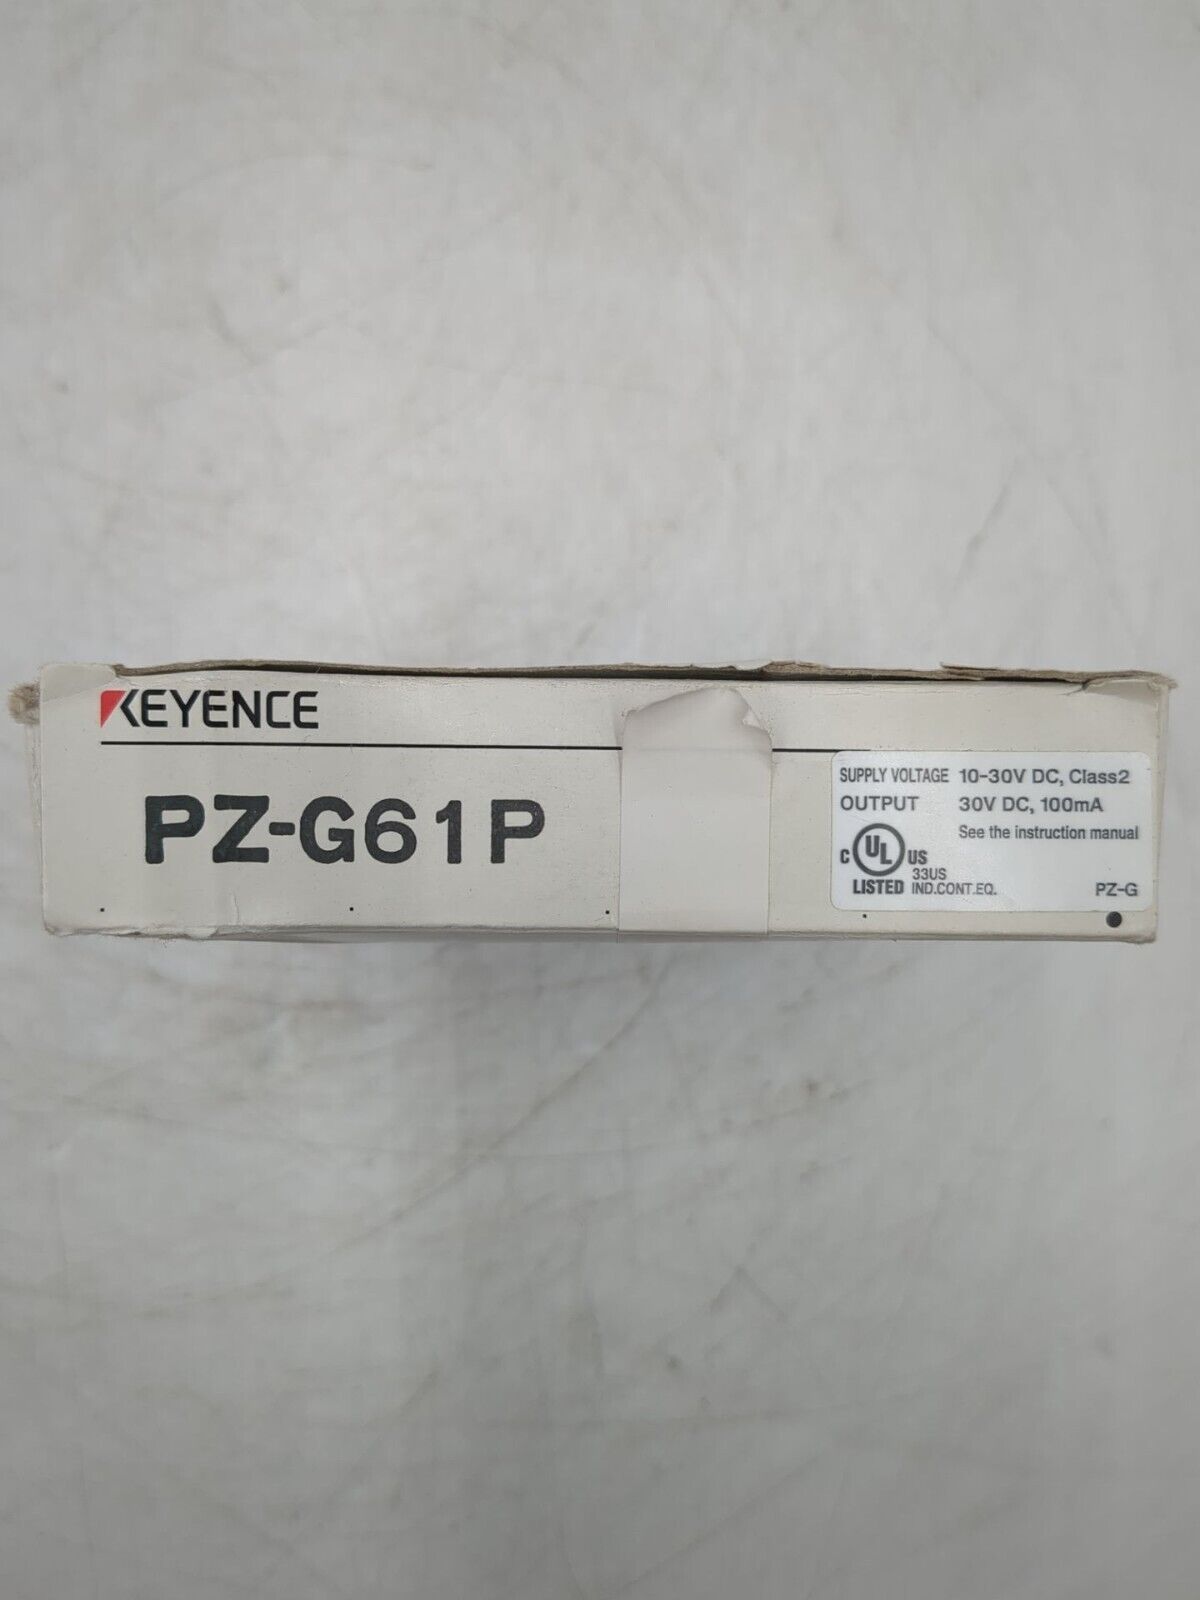 KEYENCE
PZ-G61P
SUPPLY VOLTAGE 10-30V DC, Class2
OUTPUT 30V DC, 100mA
See the instruction manual
C UL US
33US
LISTED IND.CONT.EQ.
PZ-G